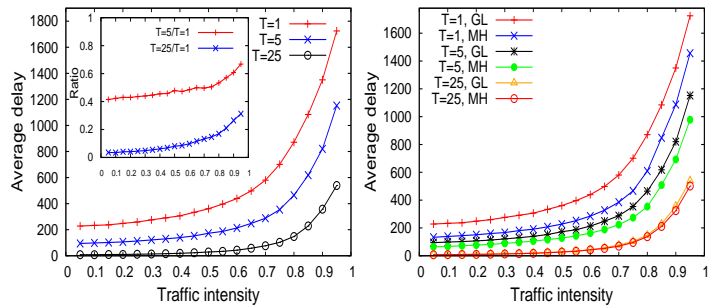 1800
1600
1400
1200
1000
800
600
400
200
0
Average delay
0 0.1 0.2 0.3 0.4 0.5 0.6 0.7 0.8 0.9 1
Traffic intensity
T=1
T=5
T=25
1
0.8
0.6
0.4
0.2
0
Ratio
0 0.1 0.2 0.3 0.4 0.5 0.6 0.7 0.8 0.9 1
T=5/T=1
T=25/T=1
1600
1400
1200
1000
800
600
400
200
0
Average delay
0 0.1 0.2 0.3 0.4 0.5 0.6 0.7 0.8 0.9 1
Traffic intensity
T=1, GL
T=1, MH
T=5, GL
T=5, MH
T=25, GL
T=25, MH